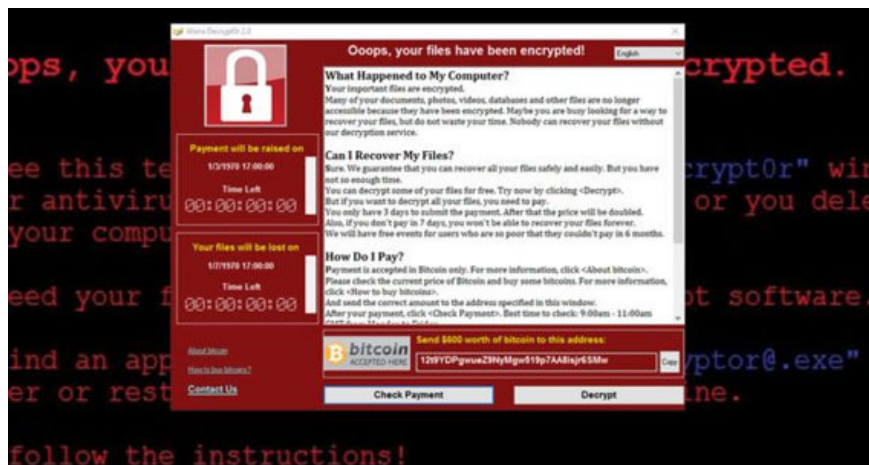 Wana Decrypt0r 2.0
Ooops, your files have been encrypted!
English
What Happened to My Computer?
Your important files are encrypted.
Many of your documents, photos, videos, databases and other files are no longer
accessible because they have been encrypted. Maybe you are busy looking for a way to
recover your files, but do not waste your time. Nobody can recover your files without
our decryption service.
Can I Recover My Files?
Sure. We guarantee that you can recover all your files safely and easily. But you have
not so enough time.
You can decrypt some of your files for free. Try now by clicking <Decrypt>.
But if you want to decrypt all your files, you need to pay.
You only have 3 days to submit the payment. After that the price will be doubled.
Also, if you don't pay in 7 days, you won't be able to recover your files forever.
We will have free events for users who are so poor that they couldn't pay in 6 months.
How Do I Pay?
Payment is accepted in Bitcoin only. For more information, click <About bitcoin>.
Please check the current price of Bitcoin and buy some bitcoins. For more information,
click <How to buy bitcoins>.
And send the correct amount to the address specified in this window.
After your payment, click <Check Payment>. Best time to check: 9:00am - 11:00am
GMT from Monday to Friday.
Payment will be raised on
1/3/1970 17:00:00
Time Left
00:00:00:00
Your files will be lost on
1/7/1970 17:00:00
Time Left
00:00:00:00
About bitcoin
How to buy bitcoins?
Contact Us
bitcoin
ACCEPTED HERE
Send $600 worth of bitcoin to this address:
12t9YDPgwueZ9NyMgw519p7AA8isjr6SMw
Copy
Check Payment
Decrypt
ops, you crypted.
ee this te crypt0r" win
r antiviru or you dele
your compu
eed your f pt software.
ind an app yptor@.exe"
er or rest ine.
follow the instructions!